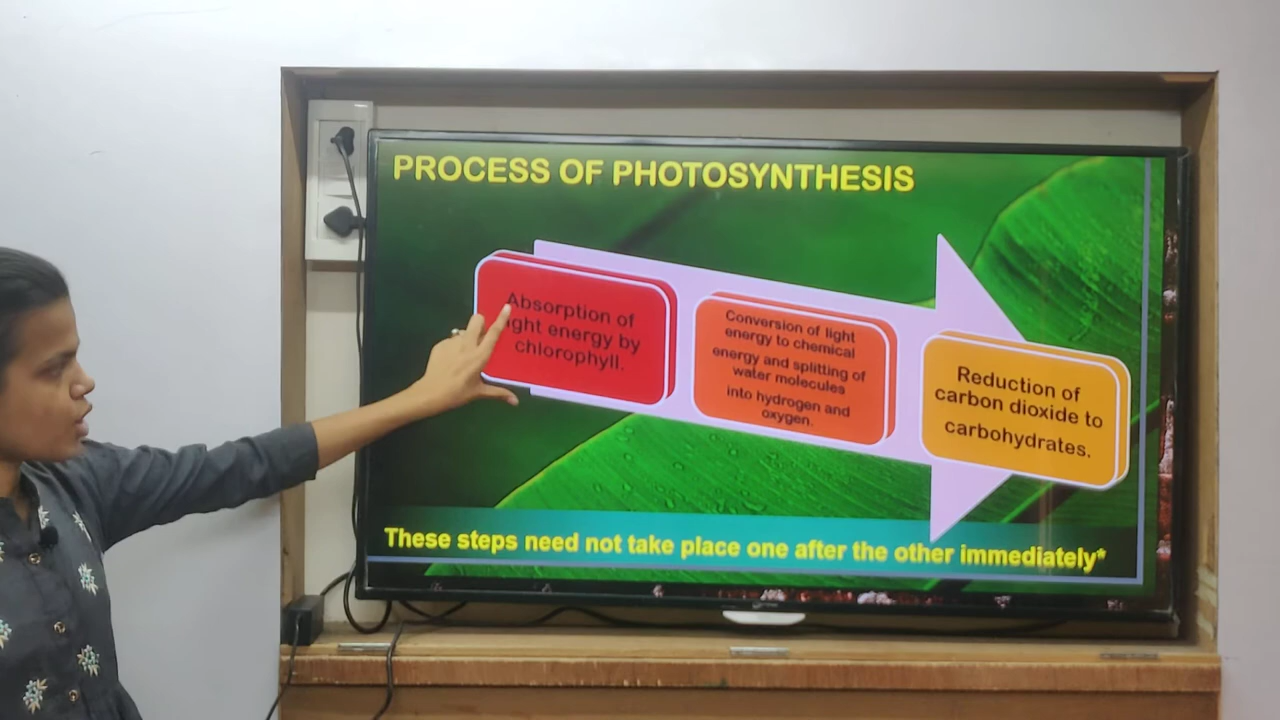 PROCESS OF PHOTOSYNTHESIS
Absorption of
light energy by
chlorophyll.
Conversion of light
energy to chemical
energy and splitting of
water molecules
into hydrogen and
oxygen.
Reduction of
carbon dioxide to
carbohydrates.
These steps need not take place one after the other immediately*